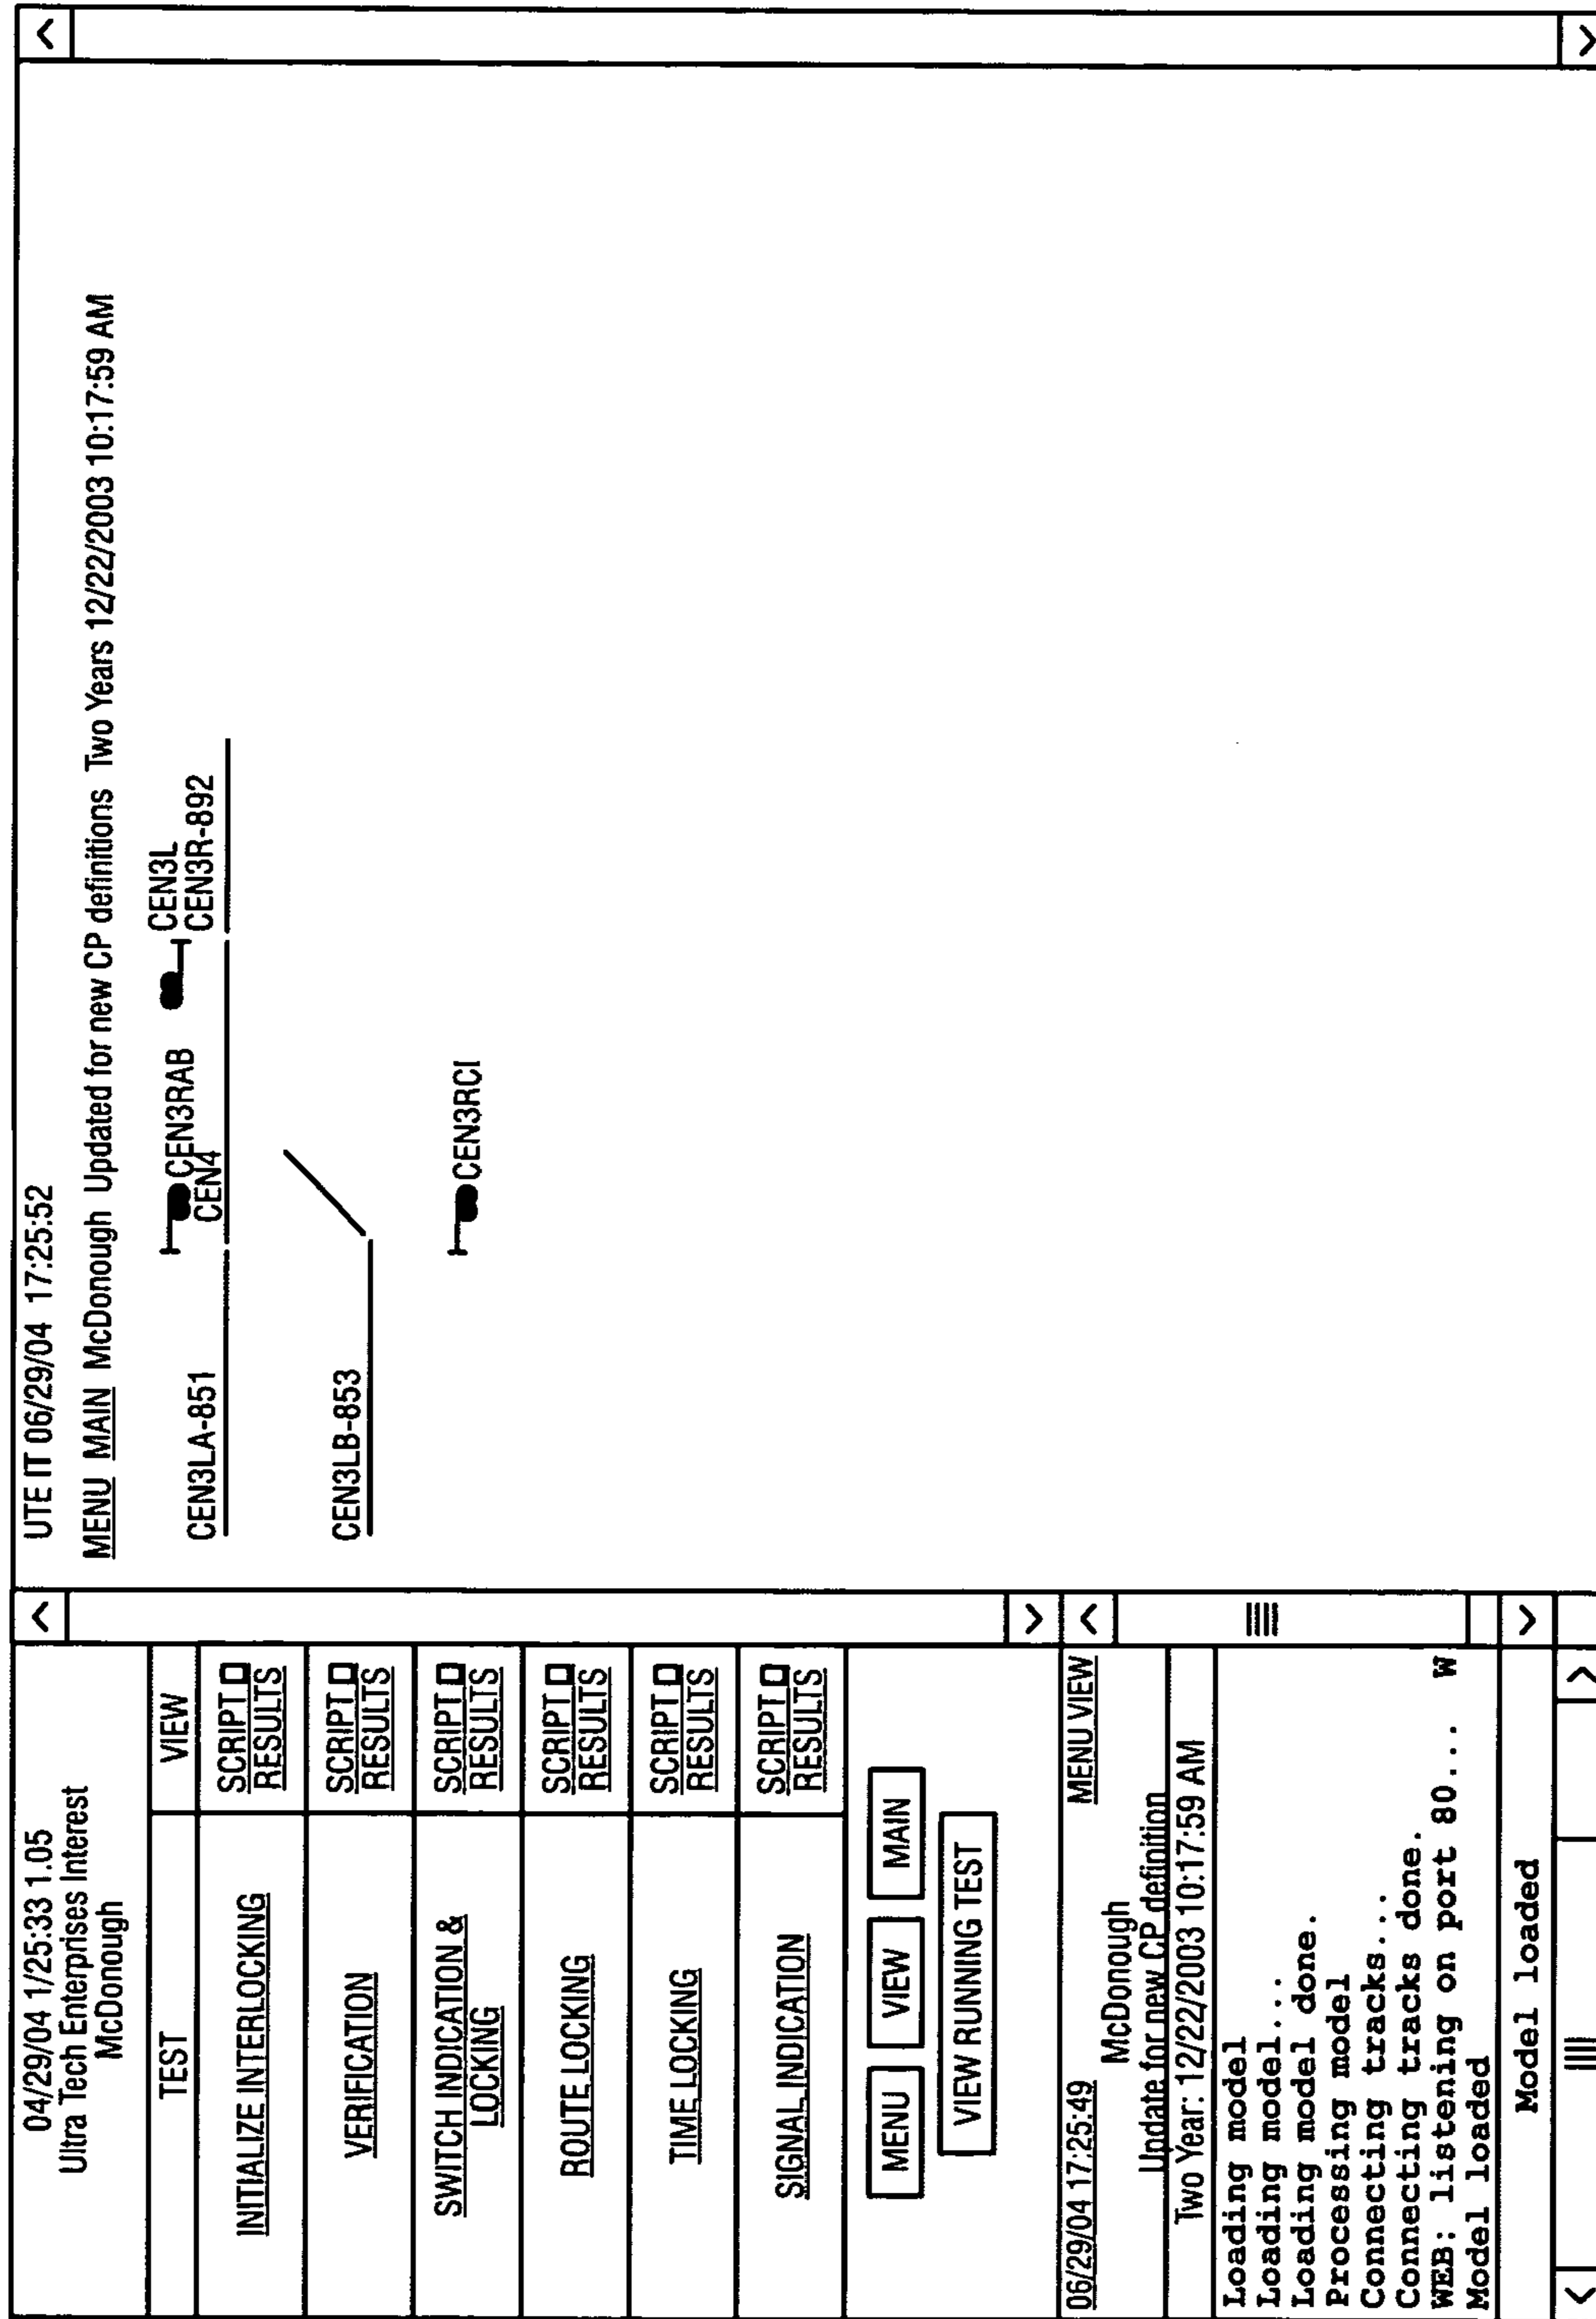 04/29/04 1/25:33 1.05
Ultra Tech Enterprises Interest
McDonough
TEST VIEW
INITIALIZE INTERLOCKING SCRIPT
RESULTS
VERIFICATION SCRIPT
RESULTS
SWITCH INDICATION & SCRIPT
LOCKING RESULTS
ROUTE LOCKING SCRIPT
RESULTS
TIME LOCKING SCRIPT
RESULTS
SIGNAL INDICATION SCRIPT
RESULTS
MENU VIEW MAIN
VIEW RUNNING TEST
06/29/04 17:25:49 MENU VIEW
McDonough
Update for new CP definition
Two Year: 12/22/2003 10:17:59 AM
Loading model
Loading model...
Loading model done.
Processing model
Connecting tracks...
Connecting tracks done.
WEB: listening on port 80... W
Model loaded
Model loaded
UTE IT 06/29/04 17:25:52
MENU MAIN McDonough Updated for new CP definitions Two Years 12/22/2003 10:17:59 AM
CEN3L
CEN3RAB
CEN3LA-851 CEN4 CEN3R-892
CEN3LB-853
CEN3RCI